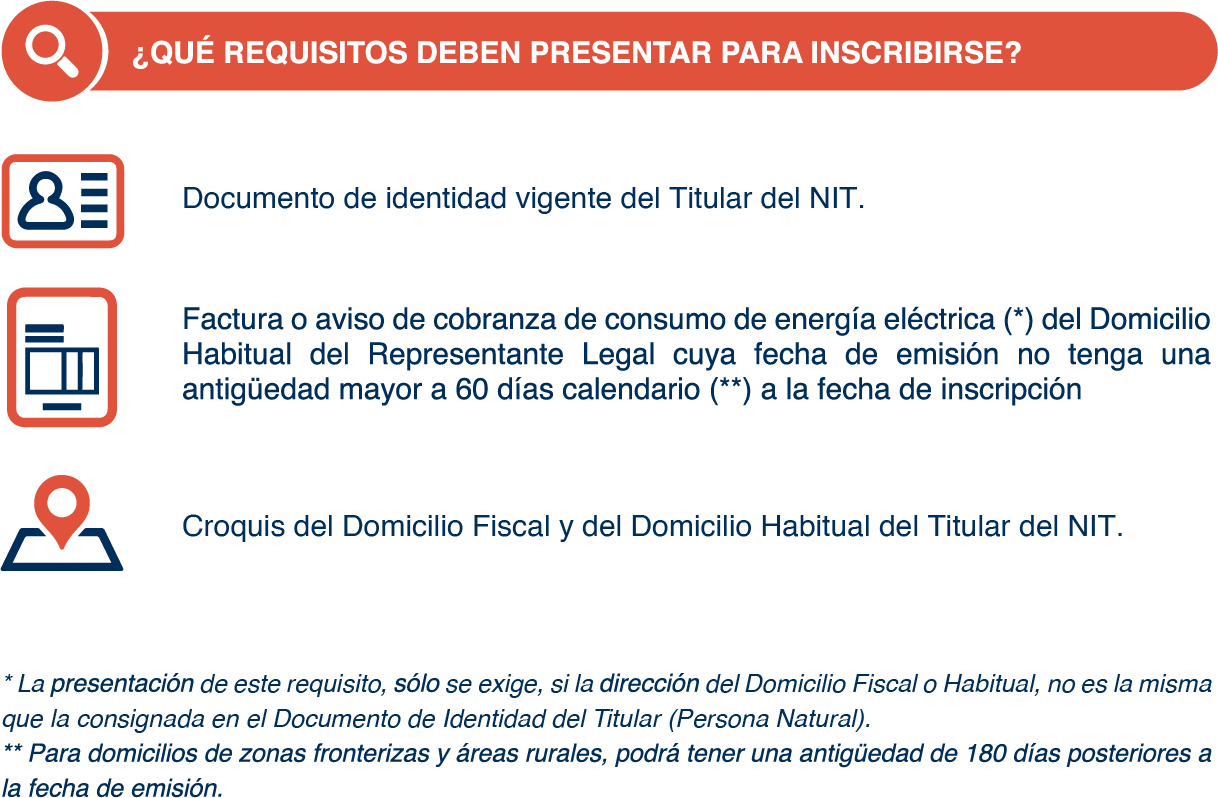 ¿QUÉ REQUISITOS DEBEN PRESENTAR PARA INSCRIBIRSE?
Documento de identidad vigente del Titular del NIT.
Factura o aviso de cobranza de consumo de energía eléctrica (*) del Domicilio
Habitual del Representante Legal cuya fecha de emisión no tenga una
antigüedad mayor a 60 días calendario (**) a la fecha de inscripción
Croquis del Domicilio Fiscal y del Domicilio Habitual del Titular del NIT.
* La presentación de este requisito, sólo se exige, si la dirección del Domicilio Fiscal o Habitual, no es la misma
que la consignada en el Documento de Identidad del Titular (Persona Natural).
** Para domicilios de zonas fronterizas y áreas rurales, podrá tener una antigüedad de 180 días posteriores a
la fecha de emisión.